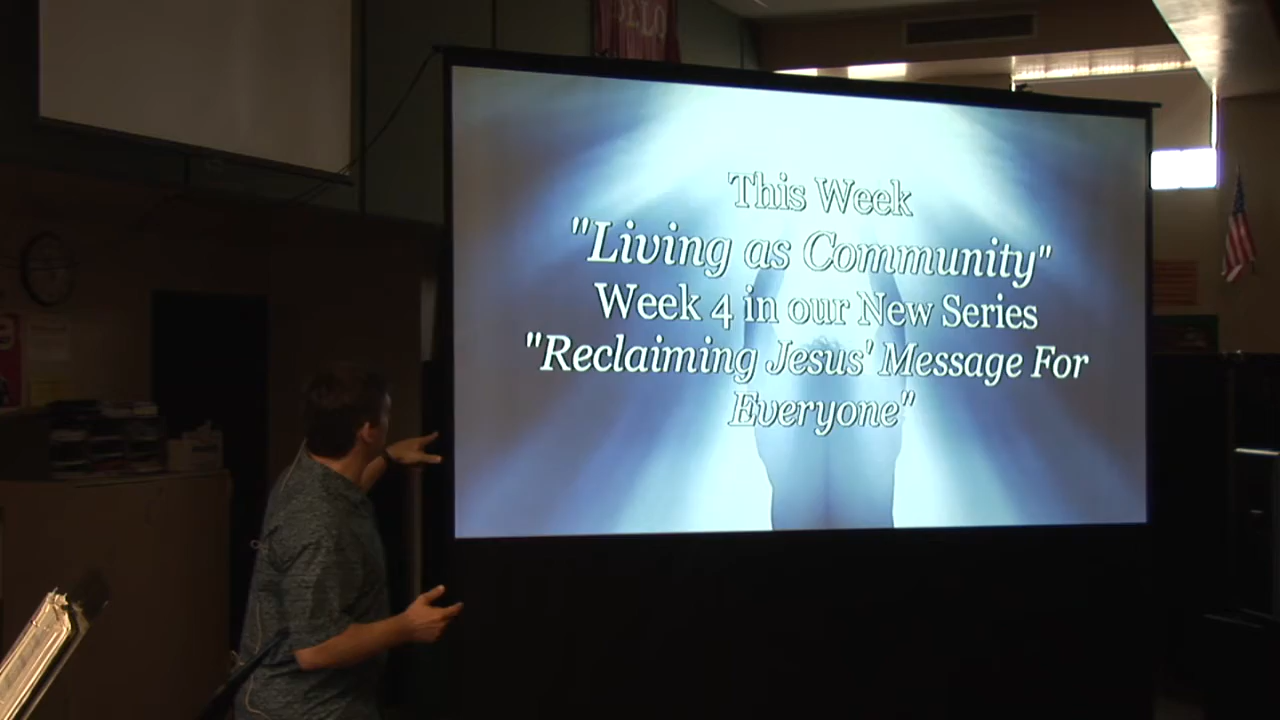 This Week
"Living as Community"
Week 4 in our New Series
"Reclaiming Jesus' Message For
Everyone"